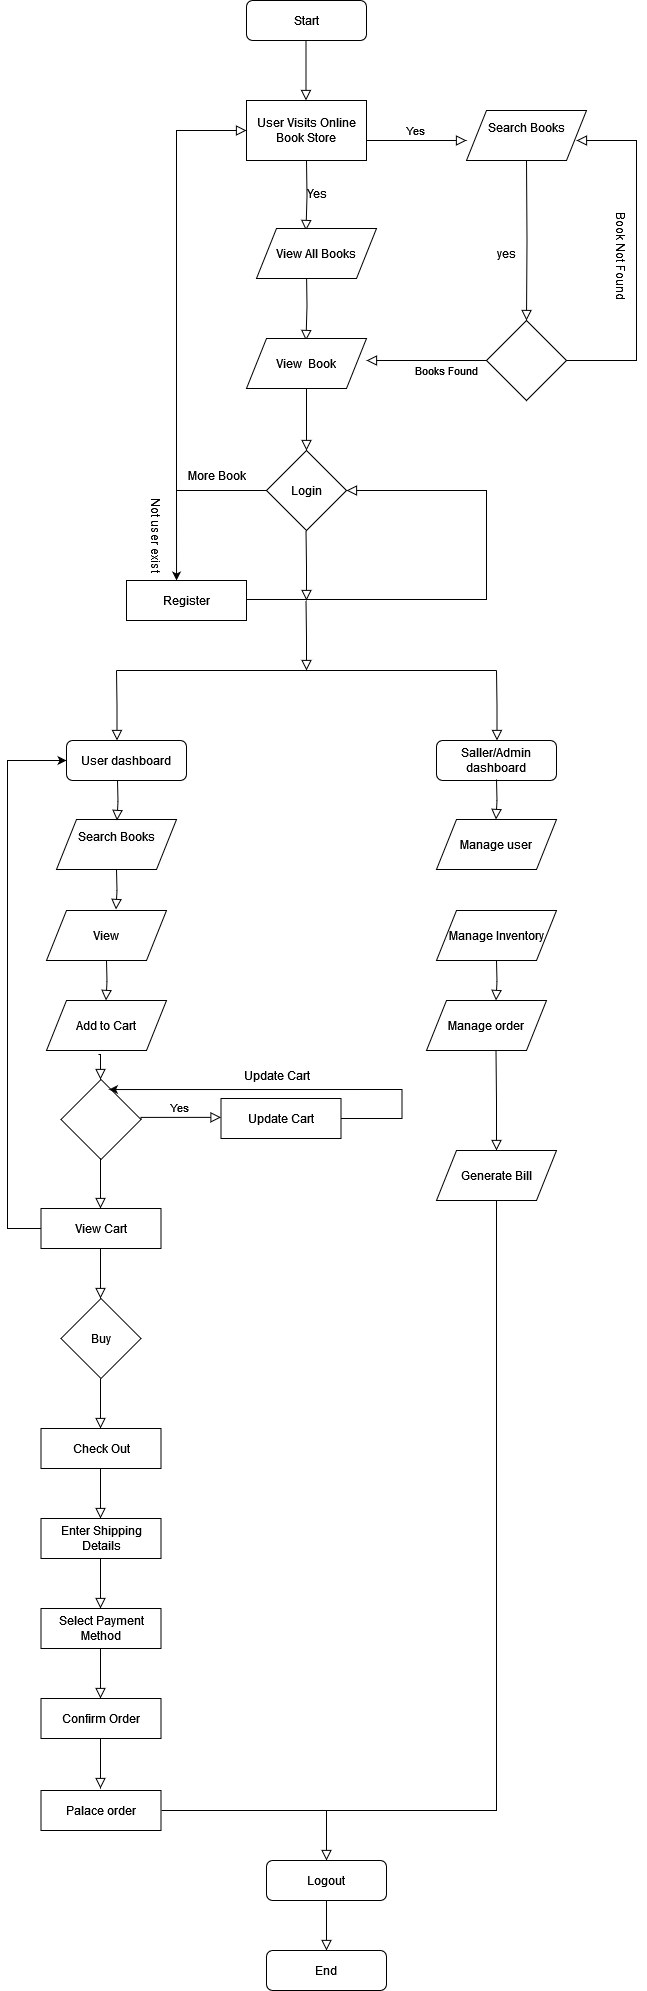 Start
User Visits Online
Book Store
Yes
Search Books
Yes
View All Books
yes
Book Not Found
View  Book
Books Found
More Book
Login
Not user exist
Register
User dashboard
Saller/Admin
dashboard
Search Books
Manage user
View
Manage Inventory
Add to Cart
Manage order
Update Cart
Yes
Update Cart
Generate Bill
View Cart
Buy
Check Out
Enter Shipping
Details
Select Payment
Method
Confirm Order
Palace order
Logout
End